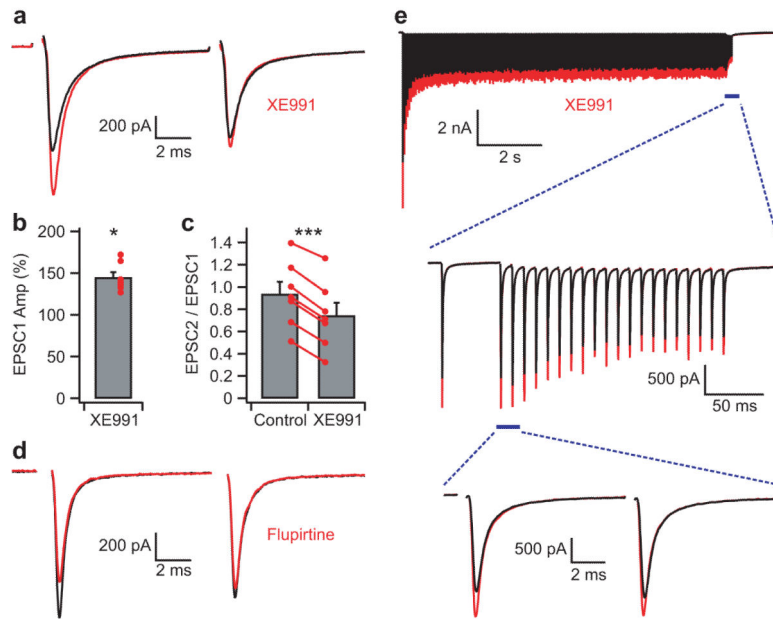 a
XE991
200 pA
2 ms
b
*
EPSC1 Amp (%)
200
150
100
50
0
XE991
c
***
EPSC2 / EPSC1
1.4
1.2
1.0
0.8
0.6
0.4
0.2
0
Control XE991
d
Flupirtine
200 pA
2 ms
e
XE991
2 nA
2 s
500 pA
50 ms
500 pA
2 ms